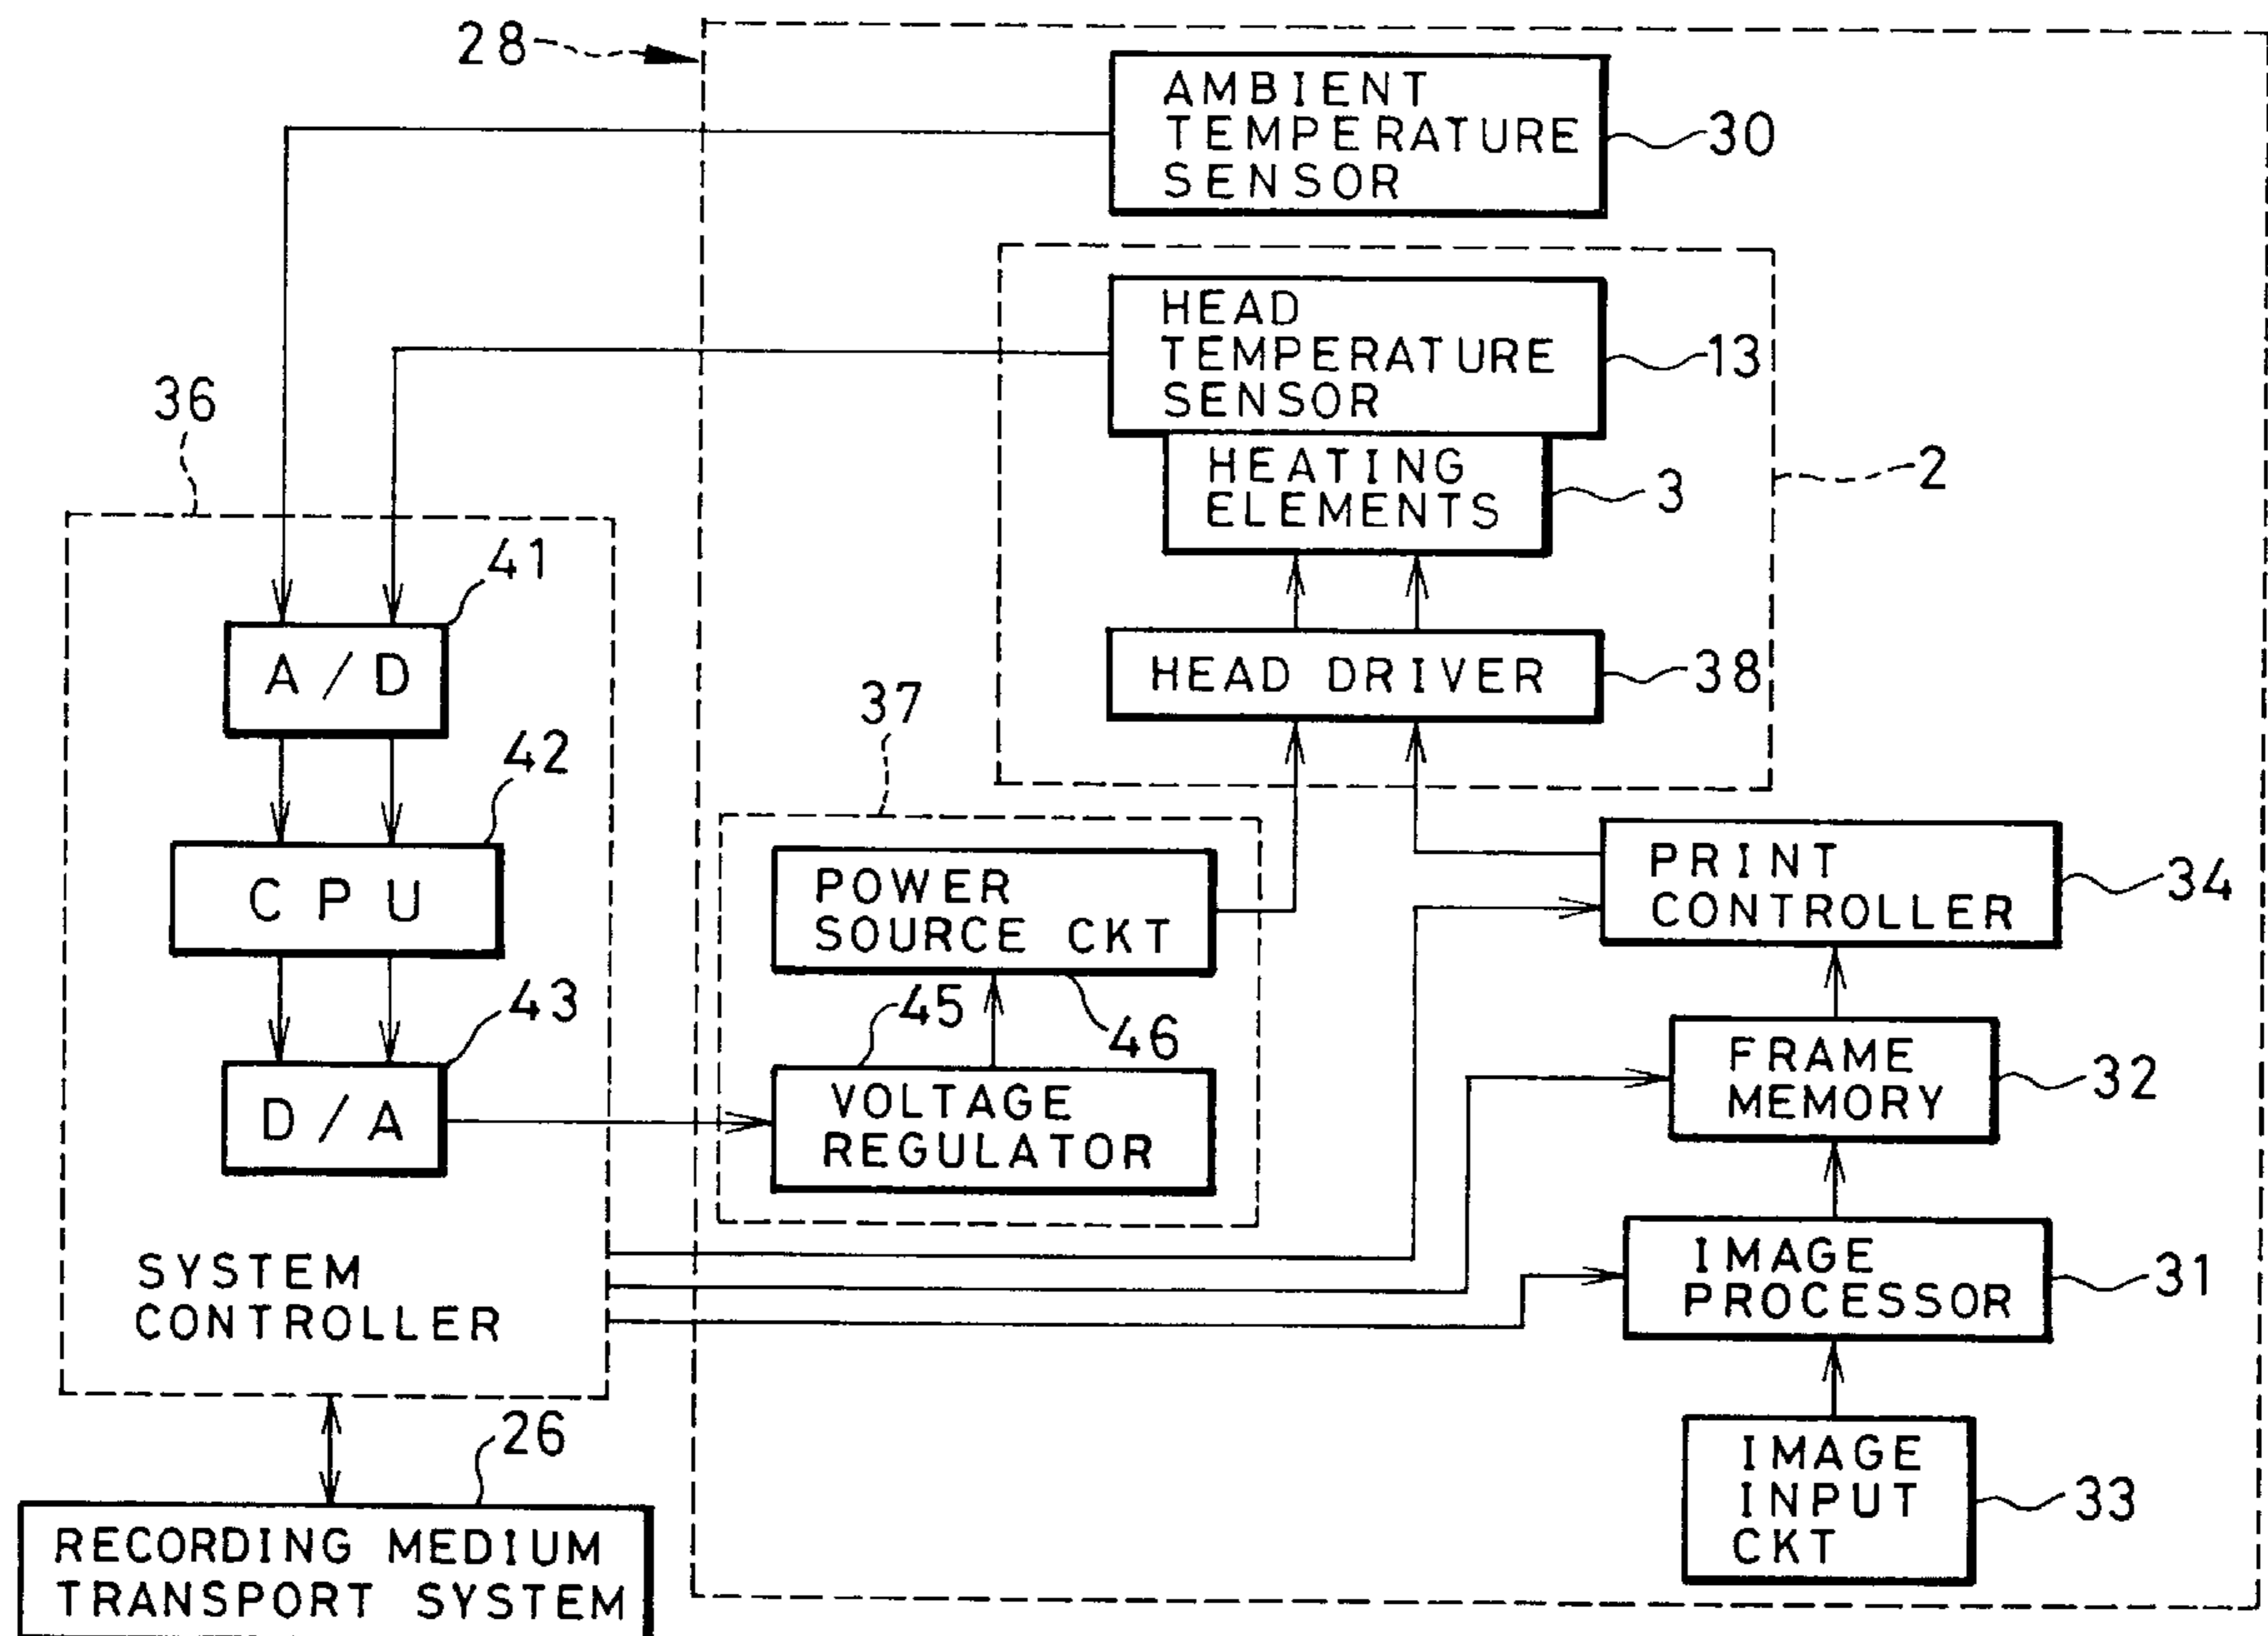 28
AMBIENT
TEMPERATURE
SENSOR
30
HEAD
TEMPERATURE
SENSOR
13
36
HEATING
ELEMENTS
3
2
41
A/D
HEAD DRIVER
38
37
42
CPU
POWER
SOURCE CKT
PRINT
CONTROLLER
34
43
45
46
D/A
VOLTAGE
REGULATOR
FRAME
MEMORY
32
SYSTEM
CONTROLLER
IMAGE
PROCESSOR
31
26
IMAGE
INPUT
CKT
33
RECORDING MEDIUM
TRANSPORT SYSTEM